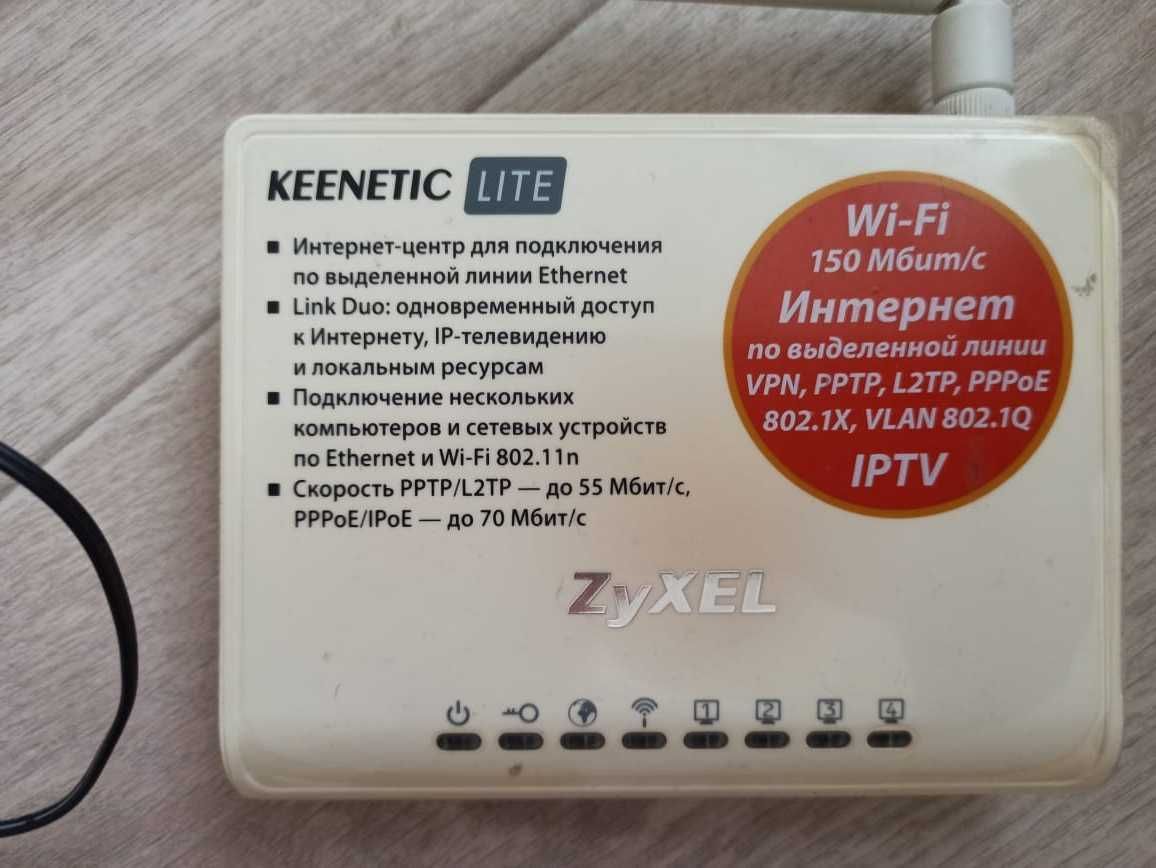 KEENETIC LITE
▪ Интернет-центр для подключения
по выделенной линии Ethernet
▪ Link Duo: одновременный доступ
к Интернету, IP-телевидению
и локальным ресурсам
▪ Подключение нескольких
компьютеров и сетевых устройств
по Ethernet и Wi-Fi 802.11n
▪ Скорость PPTP/L2TP — до 55 Мбит/с,
PPPoE/IPoE — до 70 Мбит/с
Wi-Fi
150 Мбит/с
Интернет
по выделенной линии
VPN, PPTP, L2TP, PPPoE
802.1X, VLAN 802.1Q
IPTV
ZyXEL
1 2 3 4